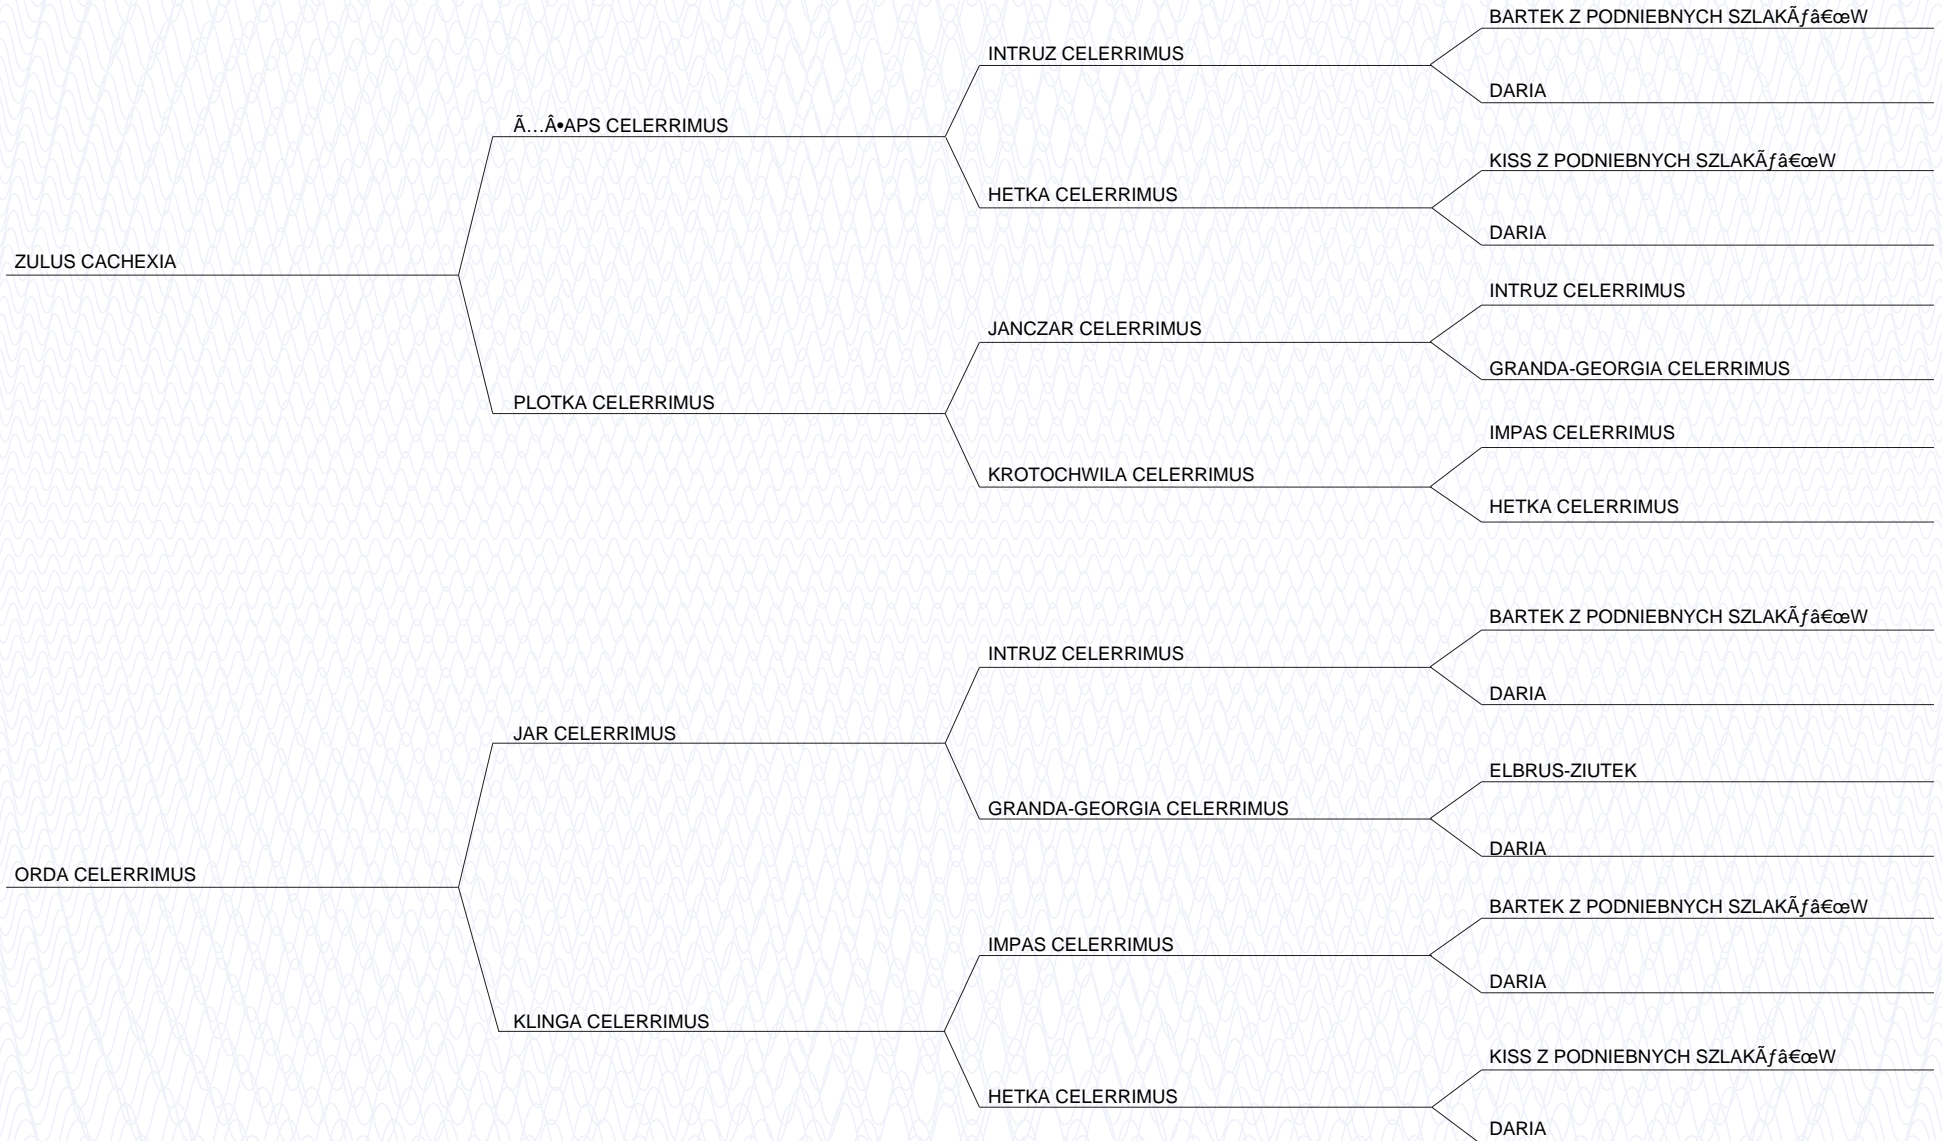 BARTEK Z PODNIEBNYCH SZLAKÃƒâ€œW
INTRUZ CELERRIMUS
DARIA
Ã…Â•APS CELERRIMUS
KISS Z PODNIEBNYCH SZLAKÃƒâ€œW
HETKA CELERRIMUS
DARIA
ZULUS CACHEXIA
INTRUZ CELERRIMUS
JANCZAR CELERRIMUS
GRANDA-GEORGIA CELERRIMUS
PLOTKA CELERRIMUS
IMPAS CELERRIMUS
KROTOCHWILA CELERRIMUS
HETKA CELERRIMUS
BARTEK Z PODNIEBNYCH SZLAKÃƒâ€œW
INTRUZ CELERRIMUS
DARIA
JAR CELERRIMUS
ELBRUS-ZIUTEK
GRANDA-GEORGIA CELERRIMUS
DARIA
ORDA CELERRIMUS
BARTEK Z PODNIEBNYCH SZLAKÃƒâ€œW
IMPAS CELERRIMUS
DARIA
KLINGA CELERRIMUS
KISS Z PODNIEBNYCH SZLAKÃƒâ€œW
HETKA CELERRIMUS
DARIA